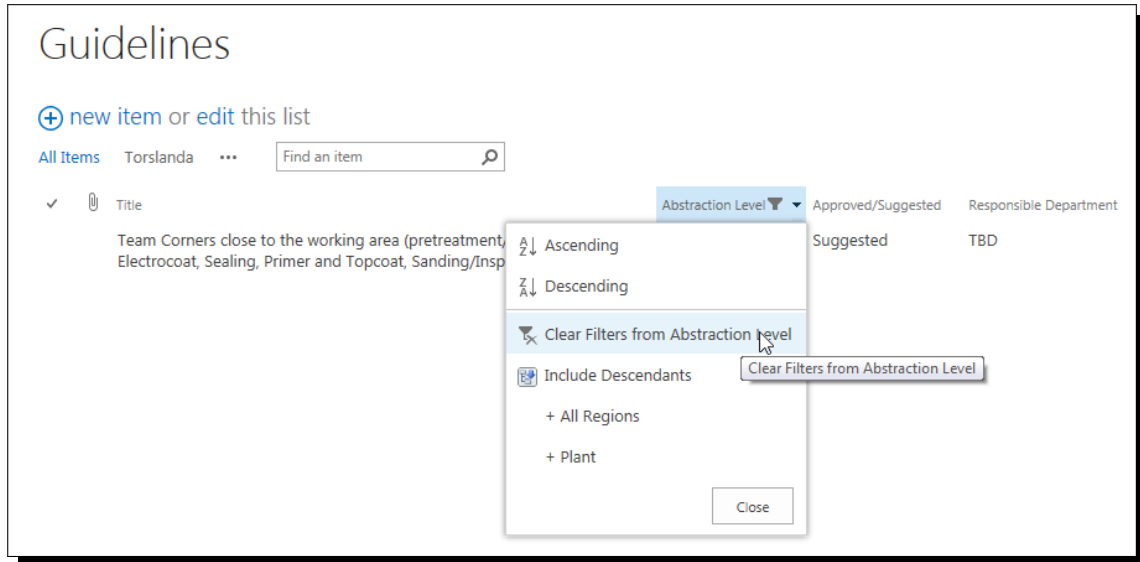 Guidelines
new item or edit this list
All Items Torslanda ••• Find an item
Title Abstraction Level Approved/Suggested Responsible Department
Team Corners close to the working area (pretreatment/ Suggested TBD
Electrocoat, Sealing, Primer and Topcoat, Sanding/Insp
Ascending
Descending
Clear Filters from Abstraction Level
Clear Filters from Abstraction Level
Include Descendants
+ All Regions
+ Plant
Close